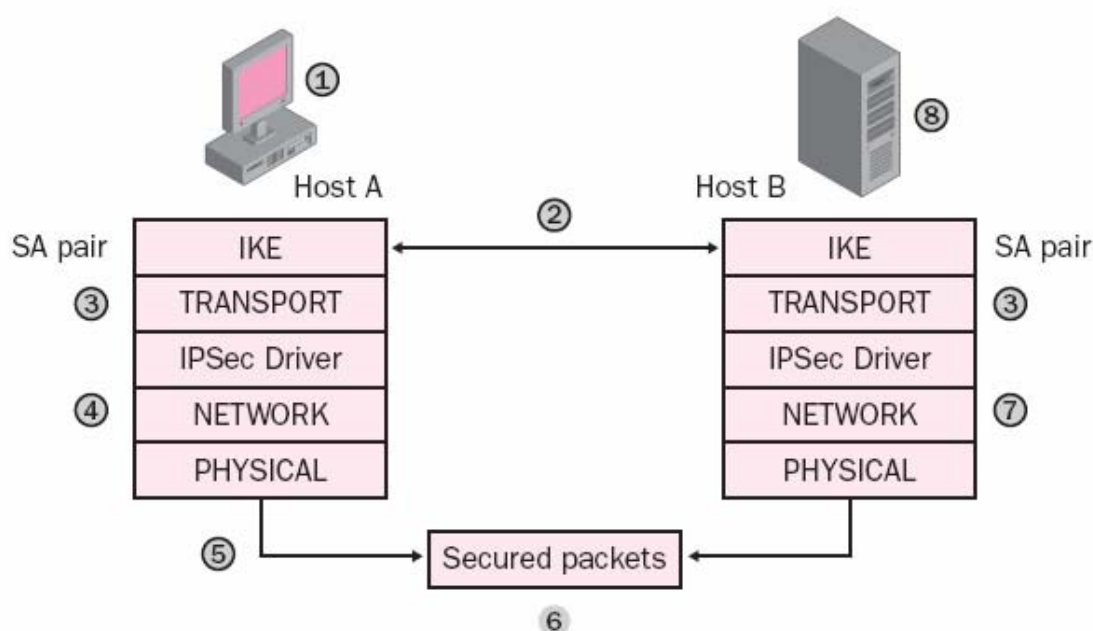 ①
⑧
Host A
Host B
②
SA pair
IKE
IKE
SA pair
③
TRANSPORT
TRANSPORT
③
IPSec Driver
IPSec Driver
④
NETWORK
NETWORK
⑦
PHYSICAL
PHYSICAL
⑤
Secured packets
⑥